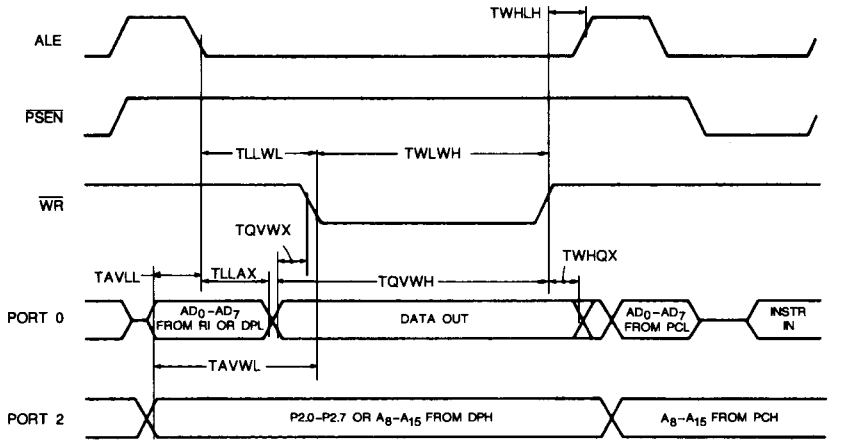 TWHLH
ALE
PSEN
TLLWL
TWLWH
WR
TQVWX
TWHQX
TAVLL
TLLAX
TQVWH
PORT 0
AD0-AD7
FROM RI OR DPL
DATA OUT
AD0-AD7
FROM PCL
INSTR
IN
TAVWL
PORT 2
P2.0-P2.7 OR A8-A15 FROM DPH
A8-A15 FROM PCH